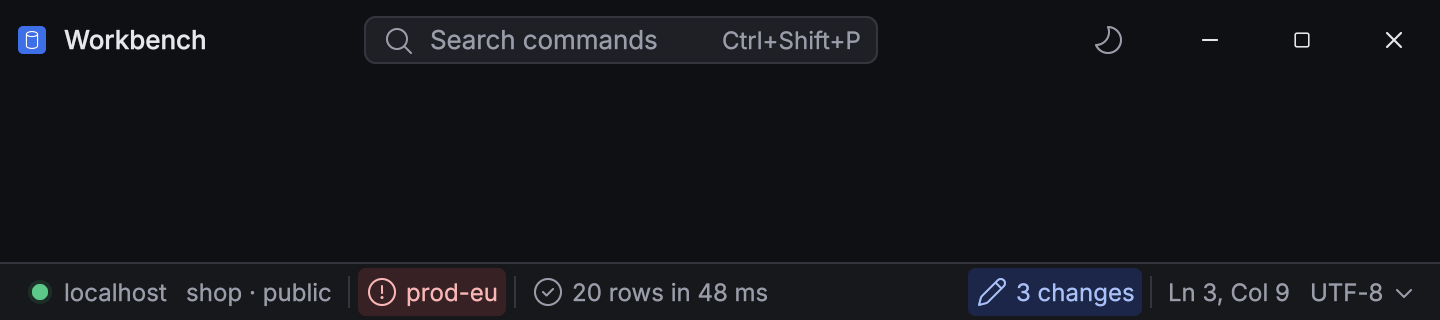 Workbench Search commands Ctrl+Shift+P
localhost shop · public prod-eu 20 rows in 48 ms 3 changes Ln 3, Col 9 UTF-8